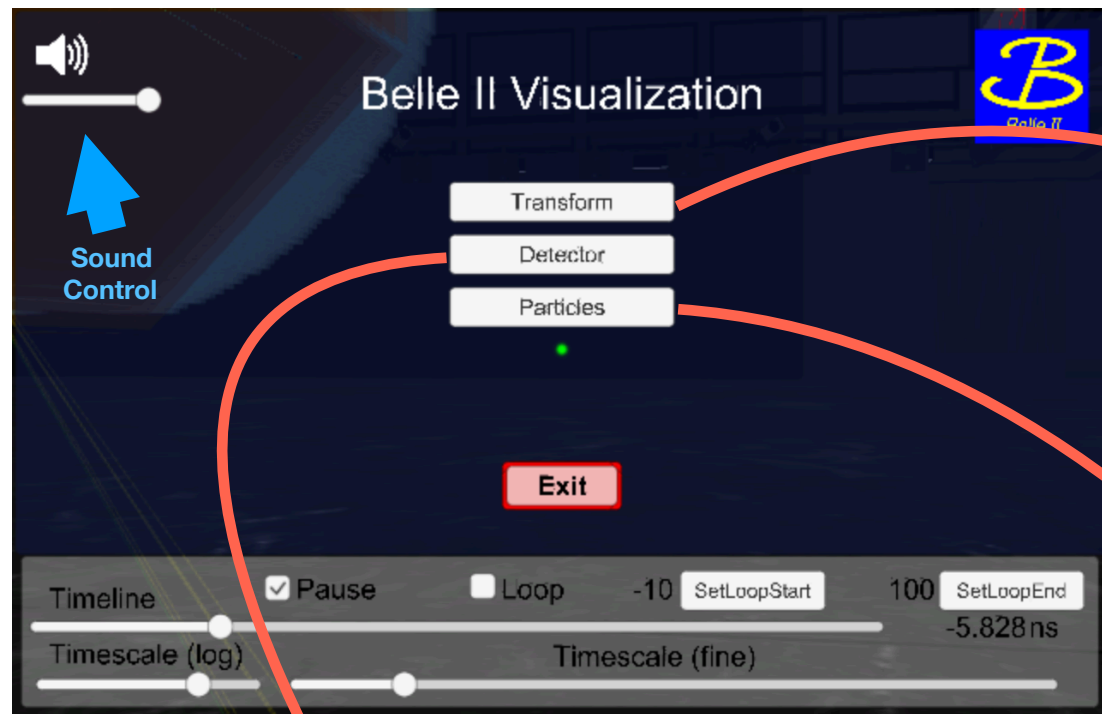 Belle II Visualization
Belle II
Transform
Detector
Particles
Sound
Control
Exit
Timeline
Pause
Loop
-10 SetLoopStart
100 SetLoopEnd
-5.828 ns
Timescale (log)
Timescale (fine)